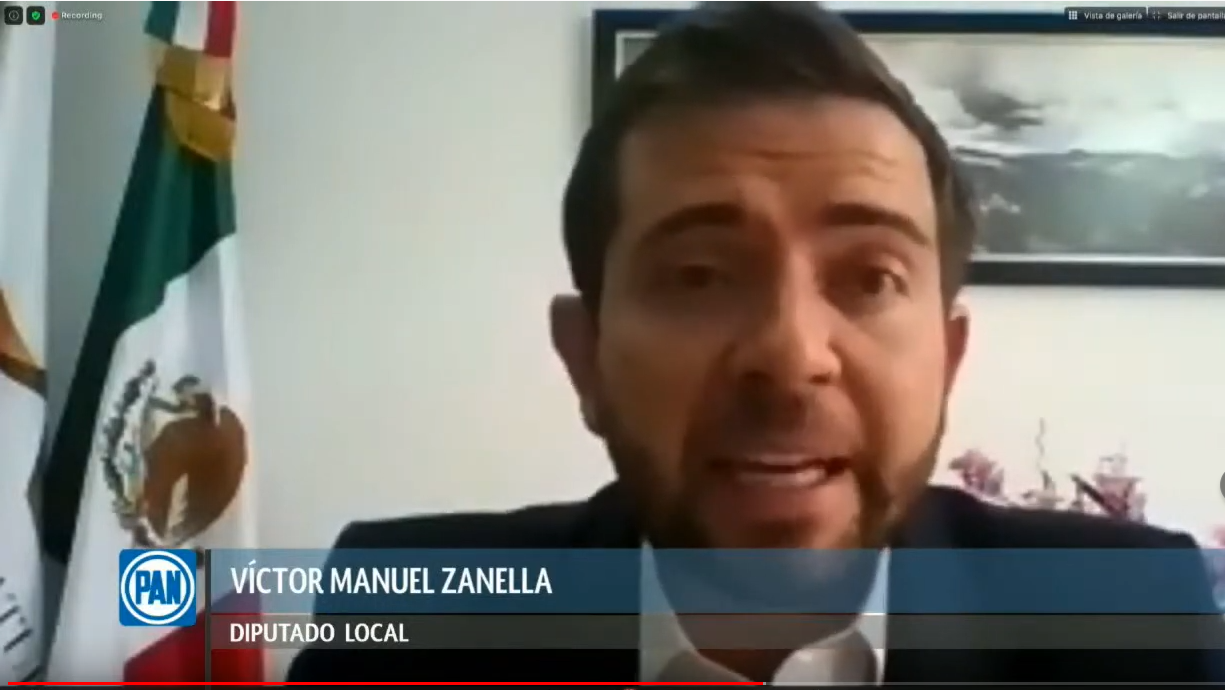 Recording
Vista de galería
Salir de pantalla
PAN
VÍCTOR MANUEL ZANELLA
DIPUTADO LOCAL